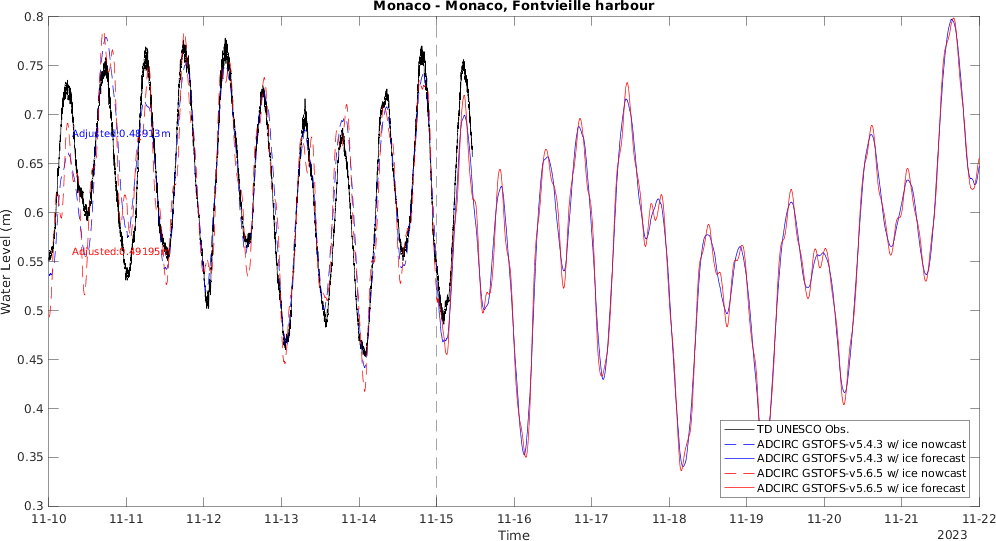 Monaco - Monaco, Fontvieille harbour
0.8
0.75
0.7
0.65
0.6
0.55
0.5
0.45
0.4
0.35
0.3
Water Level (m)
Adjusted:0.48913m
Adjusted:0.49195m
TD UNESCO Obs.
ADCIRC GSTOFS-v5.4.3 w/ ice nowcast
ADCIRC GSTOFS-v5.4.3 w/ ice forecast
ADCIRC GSTOFS-v5.6.5 w/ ice nowcast
ADCIRC GSTOFS-v5.6.5 w/ ice forecast
11-10 11-11 11-12 11-13 11-14 11-15 11-16 11-17 11-18 11-19 11-20 11-21 11-22
Time
2023